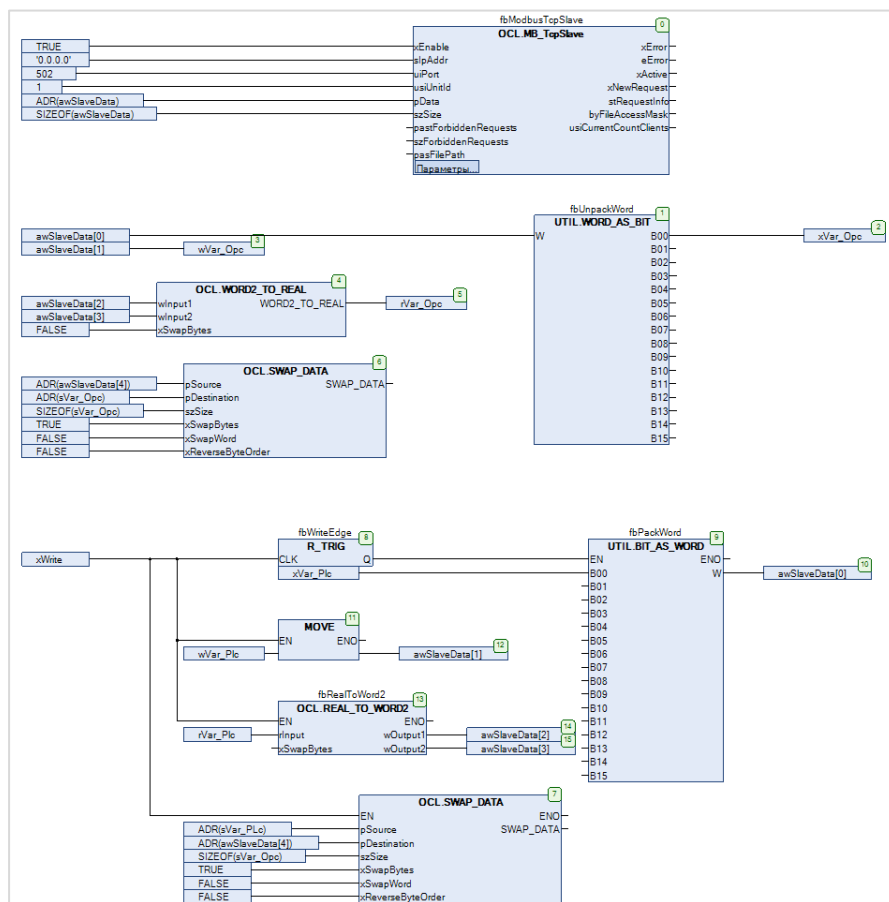 fbModbusTcpSlave
0
OCL.MB_TcpSlave
TRUE xEnable xError
'0.0.0.0' sIpAddr eError
502 uiPort xActive
1 usiUnitId xNewRequest
ADR(awSlaveData) pData stRequestInfo
SIZEOF(awSlaveData) szSize byFileAccessMask
pastForbiddenRequests usiCurrentCountClients
szForbiddenRequests
pasFilePath
Параметры...
fbUnpackWord
1
UTIL.WORD_AS_BIT
awSlaveData[0] W B00 xVar_Opc 2
awSlaveData[1] wVar_Opc 3 B01
B02
B03
B04
B05
B06
B07
B08
B09
B10
B11
B12
B13
B14
B15
4
OCL.WORD2_TO_REAL
awSlaveData[2] wInput1 WORD2_TO_REAL rVar_Opc 5
awSlaveData[3] wInput2
FALSE xSwapBytes
6
OCL.SWAP_DATA
ADR(awSlaveData[4]) pSource SWAP_DATA
ADR(sVar_Opc) pDestination
SIZEOF(sVar_Opc) szSize
TRUE xSwapBytes
FALSE xSwapWord
FALSE xReverseByteOrder
fbWriteEdge
8
R_TRIG
xWrite CLK Q
xVar_Plc
fbPackWord
9
UTIL.BIT_AS_WORD
EN ENO
B00 W awSlaveData[0] 10
B01
B02
B03
B04
B05
B06
B07
B08
B09
B10
B11
B12
B13
B14
B15
11
MOVE
EN ENO
wVar_Plc awSlaveData[1] 12
fbRealToWord2
13
OCL.REAL_TO_WORD2
EN ENO
rVar_Plc rInput wOutput1 awSlaveData[2] 14
xSwapBytes wOutput2 awSlaveData[3] 15
7
OCL.SWAP_DATA
EN ENO
ADR(sVar_PLc) pSource SWAP_DATA
ADR(awSlaveData[4]) pDestination
SIZEOF(sVar_Opc) szSize
TRUE xSwapBytes
FALSE xSwapWord
FALSE xReverseByteOrder